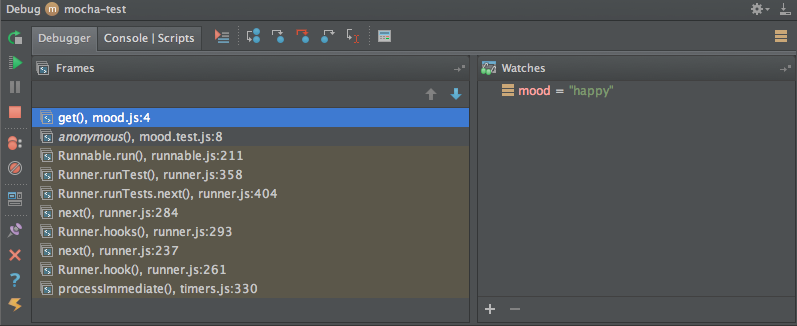 Debug m mocha-test
Debugger Console | Scripts
Frames
get(), mood.js:4
anonymous(), mood.test.js:8
Runnable.run(), runnable.js:211
Runner.runTest(), runner.js:358
Runner.runTests.next(), runner.js:404
next(), runner.js:284
Runner.hooks(), runner.js:293
next(), runner.js:237
Runner.hook(), runner.js:261
processImmediate(), timers.js:330
Watches
mood = "happy"